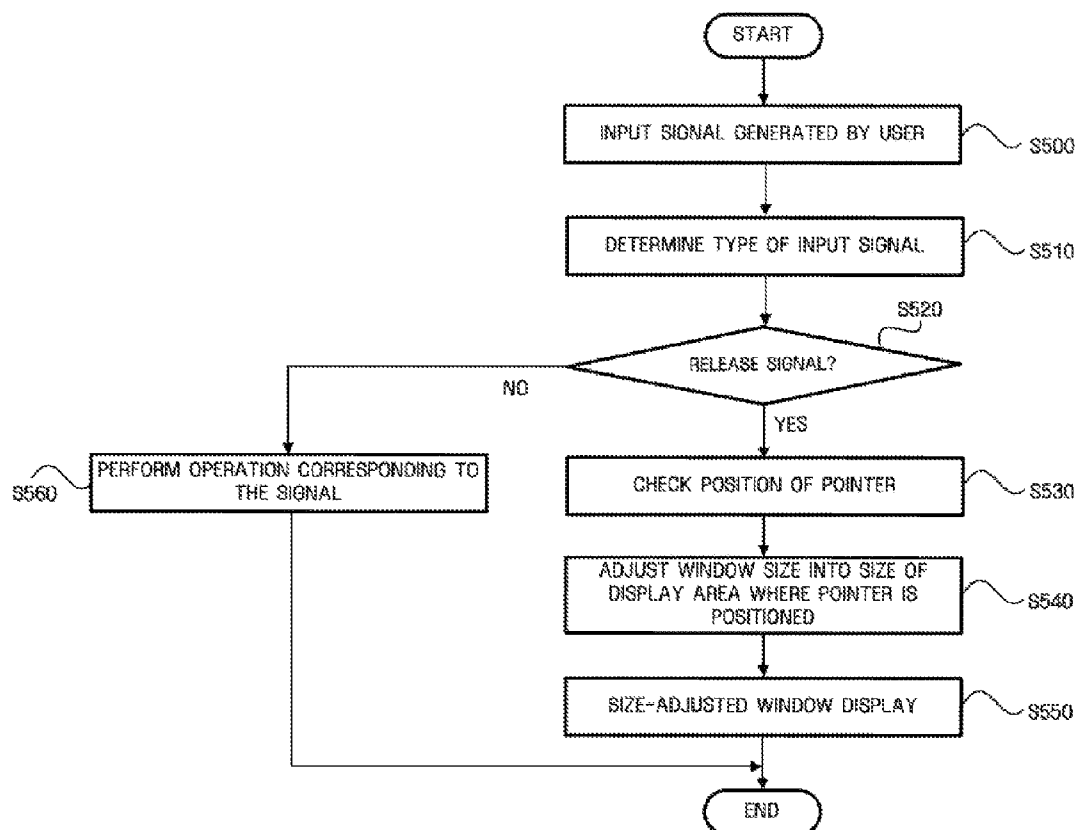 START
INPUT SIGNAL GENERATED BY USER
S500
DETERMINE TYPE OF INPUT SIGNAL
S510
S520
RELEASE SIGNAL?
NO
YES
PERFORM OPERATION CORRESPONDING TO
THE SIGNAL
S560
CHECK POSITION OF POINTER
S530
ADJUST WINDOW SIZE INTO SIZE OF
DISPLAY AREA WHERE POINTER IS
POSITIONED
S540
SIZE-ADJUSTED WINDOW DISPLAY
S550
END